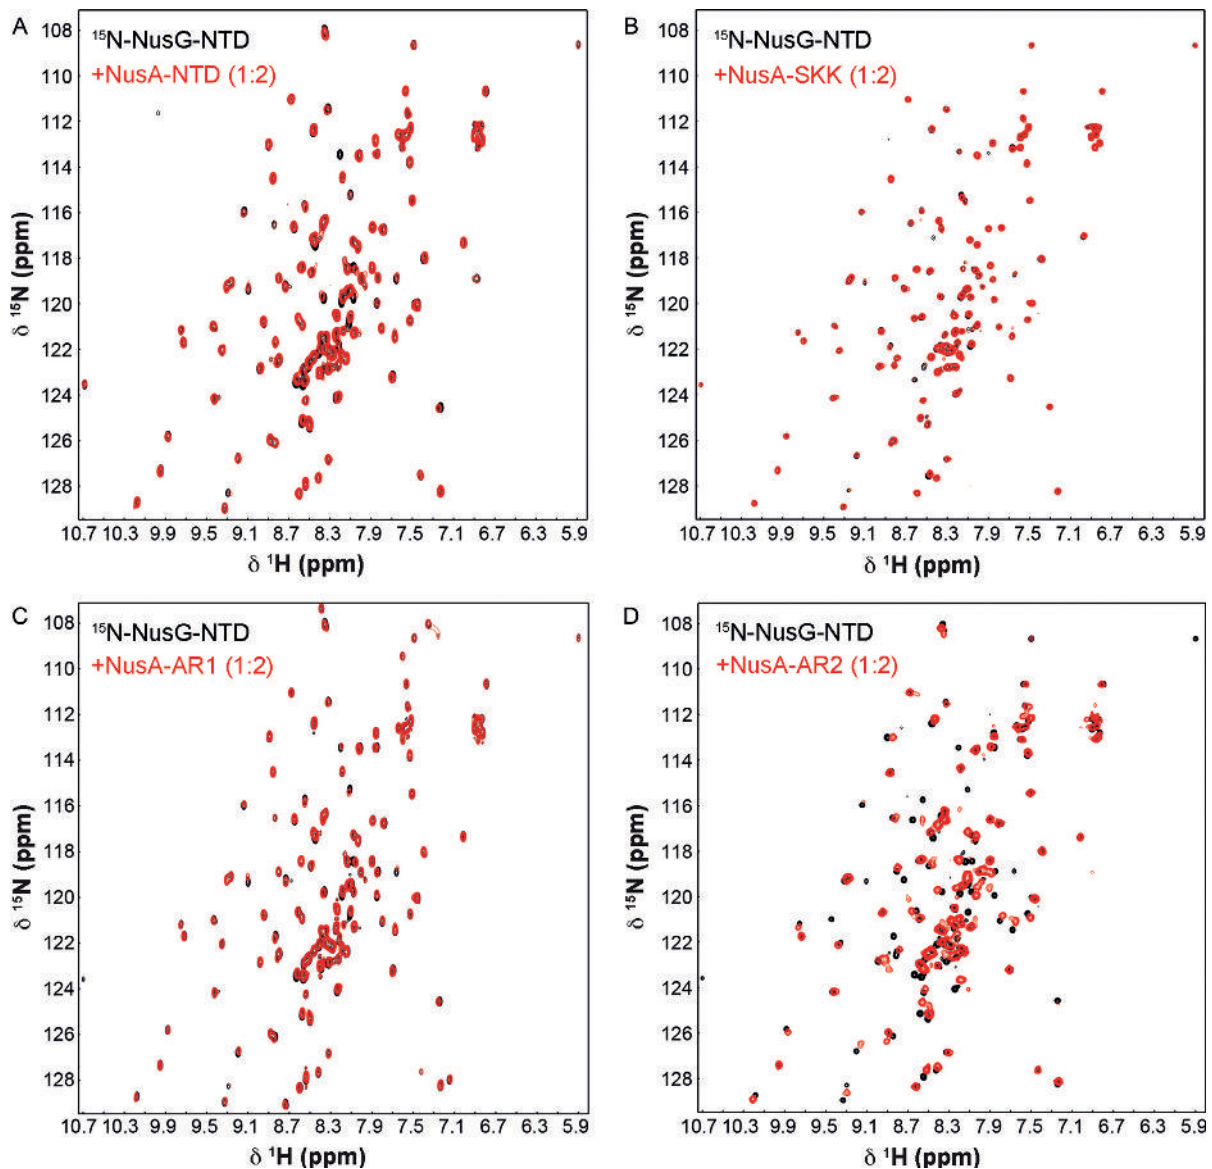 A
¹⁵N-NusG-NTD
+NusA-NTD (1:2)
108
110
112
114
116
118
120
122
124
126
128
δ ¹⁵N (ppm)
10.7 10.3 9.9 9.5 9.1 8.7 8.3 7.9 7.5 7.1 6.7 6.3 5.9
δ ¹H (ppm)
B
¹⁵N-NusG-NTD
+NusA-SKK (1:2)
108
110
112
114
116
118
120
122
124
126
128
δ ¹⁵N (ppm)
10.7 10.3 9.9 9.5 9.1 8.7 8.3 7.9 7.5 7.1 6.7 6.3 5.9
δ ¹H (ppm)
C
¹⁵N-NusG-NTD
+NusA-AR1 (1:2)
108
110
112
114
116
118
120
122
124
126
128
δ ¹⁵N (ppm)
10.7 10.3 9.9 9.5 9.1 8.7 8.3 7.9 7.5 7.1 6.7 6.3 5.9
δ ¹H (ppm)
D
¹⁵N-NusG-NTD
+NusA-AR2 (1:2)
108
110
112
114
116
118
120
122
124
126
128
δ ¹⁵N (ppm)
10.7 10.3 9.9 9.5 9.1 8.7 8.3 7.9 7.5 7.1 6.7 6.3 5.9
δ ¹H (ppm)